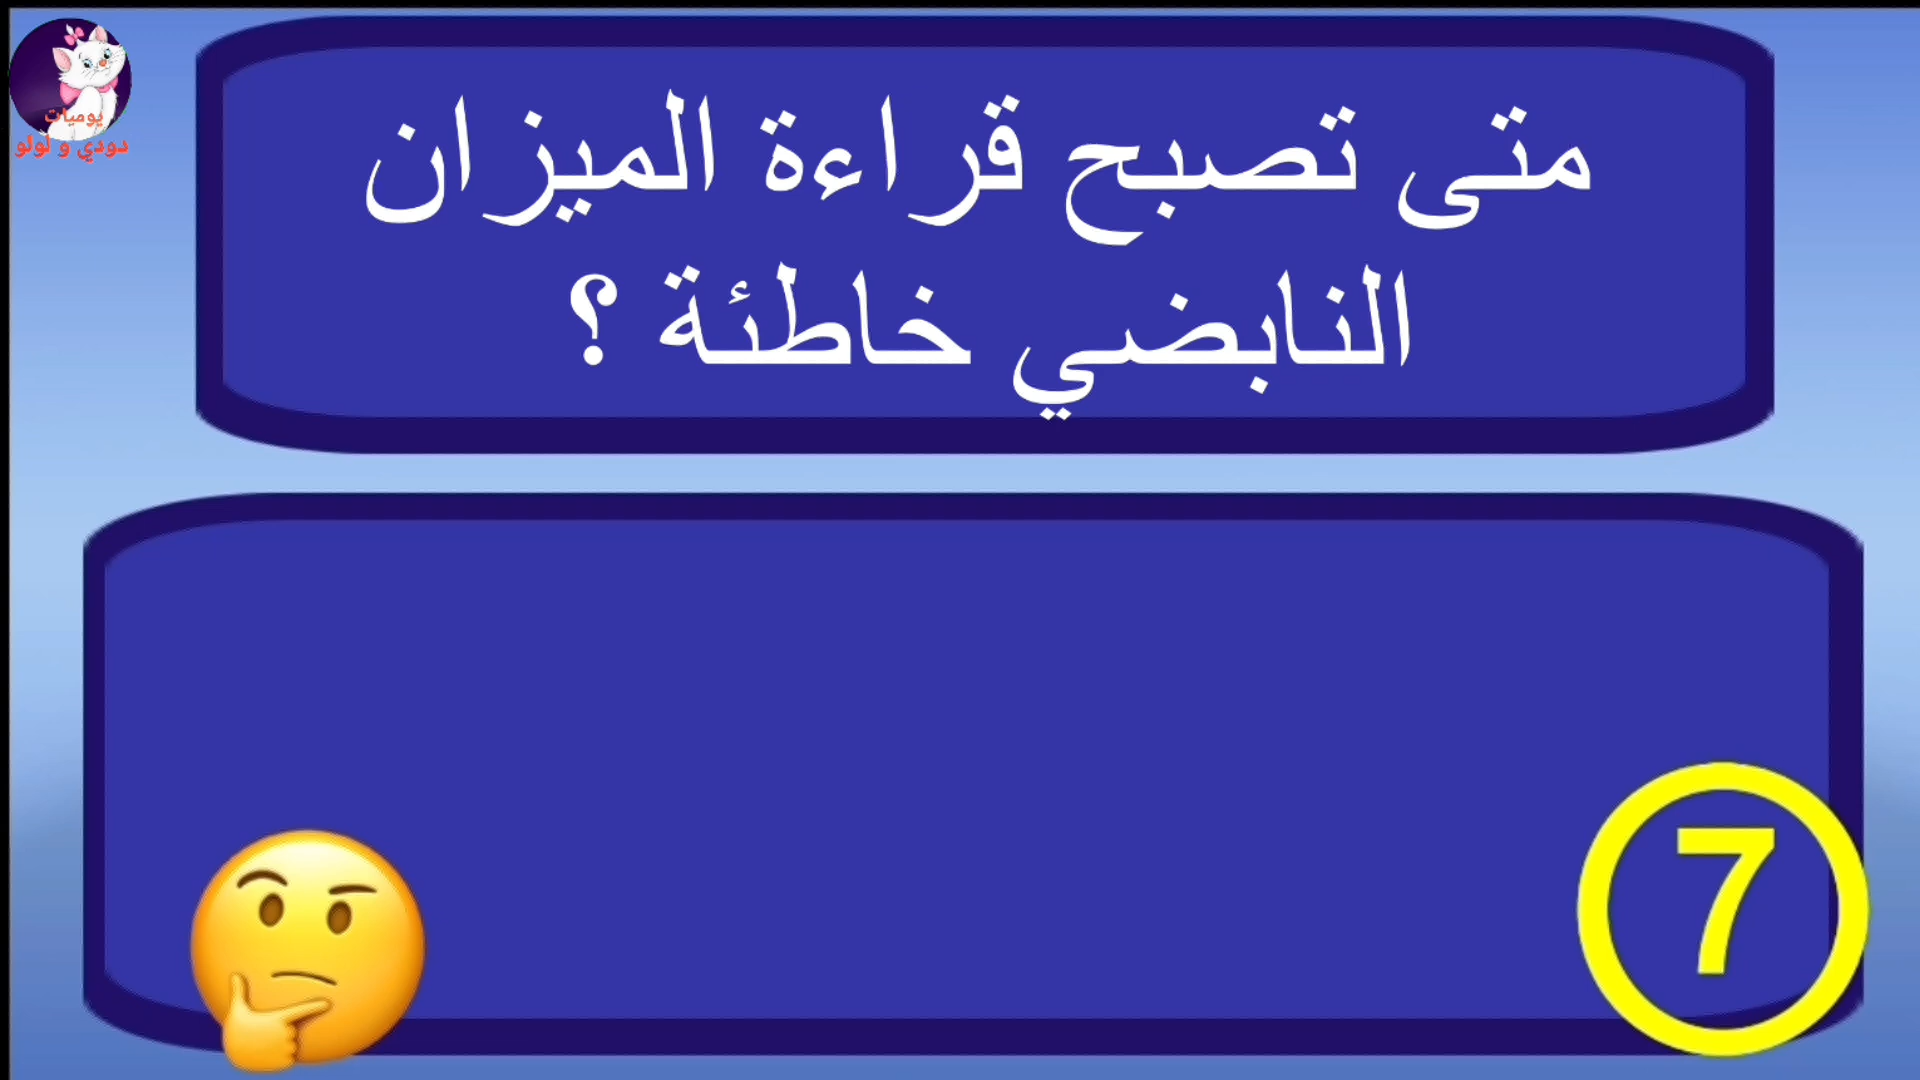 متى تصبح قراءة الميزان
النابضي خاطئة ؟
يوميات
دودي و لولو
7